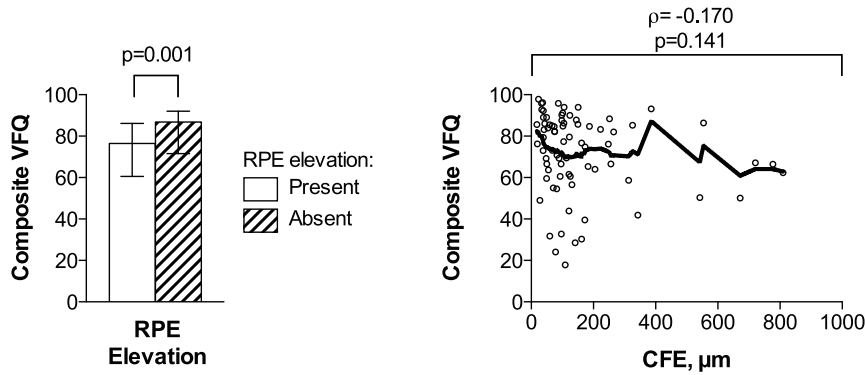 p=0.001
Composite VFQ
100
80
60
40
20
0
RPE
Elevation
RPE elevation:
Present
Absent
ρ= -0.170
p=0.141
Composite VFQ
100
80
60
40
20
0
0 200 400 600 800 1000
CFE, µm